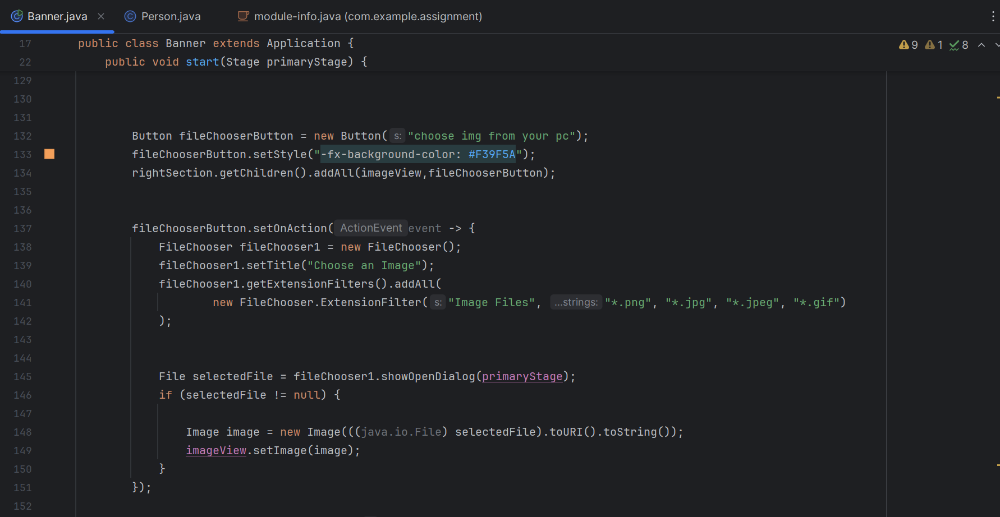 Banner.java Person.java module-info.java (com.example.assignment)
17 public class Banner extends Application { 9 1 8
22 public void start(Stage primaryStage) {
129
130
131
132 Button fileChooserButton = new Button( s: "choose img from your pc");
133 fileChooserButton.setStyle("-fx-background-color: #F39F5A");
134 rightSection.getChildren().addAll(imageView,fileChooserButton);
135
136
137 fileChooserButton.setOnAction( ActionEvent event -> {
138 FileChooser fileChooser1 = new FileChooser();
139 fileChooser1.setTitle("Choose an Image");
140 fileChooser1.getExtensionFilters().addAll(
141 new FileChooser.ExtensionFilter( s: "Image Files", ...strings: "*.png", "*.jpg", "*.jpeg", "*.gif")
142 );
143
144
145 File selectedFile = fileChooser1.showOpenDialog(primaryStage);
146 if (selectedFile != null) {
147
148 Image image = new Image(((java.io.File) selectedFile).toURI().toString());
149 imageView.setImage(image);
150 }
151 });
152